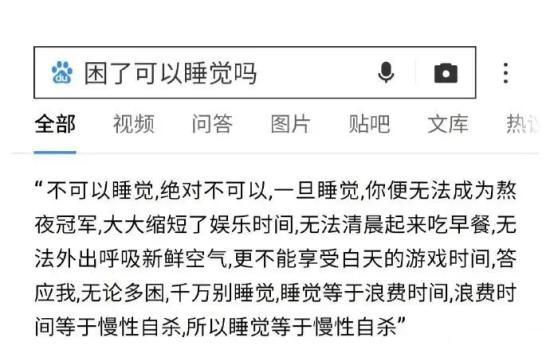 困了可以睡觉吗
全部 视频 问答 图片 贴吧 文库 热议
“不可以睡觉,绝对不可以,一旦睡觉,你便无法成为熬
夜冠军,大大缩短了娱乐时间,无法清晨起来吃早餐,无
法外出呼吸新鲜空气,更不能享受白天的游戏时间,答
应我,无论多困,千万别睡觉,睡觉等于浪费时间,浪费时
间等于慢性自杀,所以睡觉等于慢性自杀”